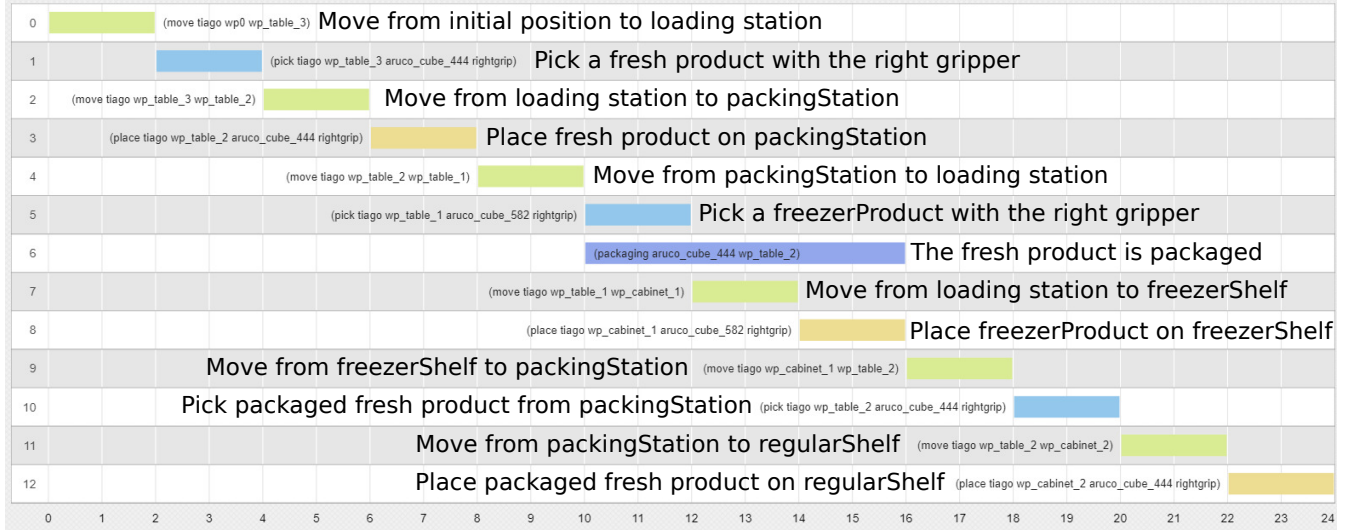 0 (move tiago wp0 wp_table_3) Move from initial position to loading station
1 (pick tiago wp_table_3 aruco_cube_444 rightgrip) Pick a fresh product with the right gripper
2 (move tiago wp_table_3 wp_table_2) Move from loading station to packingStation
3 (place tiago wp_table_2 aruco_cube_444 rightgrip) Place fresh product on packingStation
4 (move tiago wp_table_2 wp_table_1) Move from packingStation to loading station
5 (pick tiago wp_table_1 aruco_cube_582 rightgrip) Pick a freezerProduct with the right gripper
6 (packaging aruco_cube_444 wp_table_2) The fresh product is packaged
7 (move tiago wp_table_1 wp_cabinet_1) Move from loading station to freezerShelf
8 (place tiago wp_cabinet_1 aruco_cube_582 rightgrip) Place freezerProduct on freezerShelf
9 Move from freezerShelf to packingStation (move tiago wp_cabinet_1 wp_table_2)
10 Pick packaged fresh product from packingStation (pick tiago wp_table_2 aruco_cube_444 rightgrip)
11 Move from packingStation to regularShelf (move tiago wp_table_2 wp_cabinet_2)
12 Place packaged fresh product on regularShelf (place tiago wp_cabinet_2 aruco_cube_444 rightgrip)
0 1 2 3 4 5 6 7 8 9 10 11 12 13 14 15 16 17 18 19 20 21 22 23 24